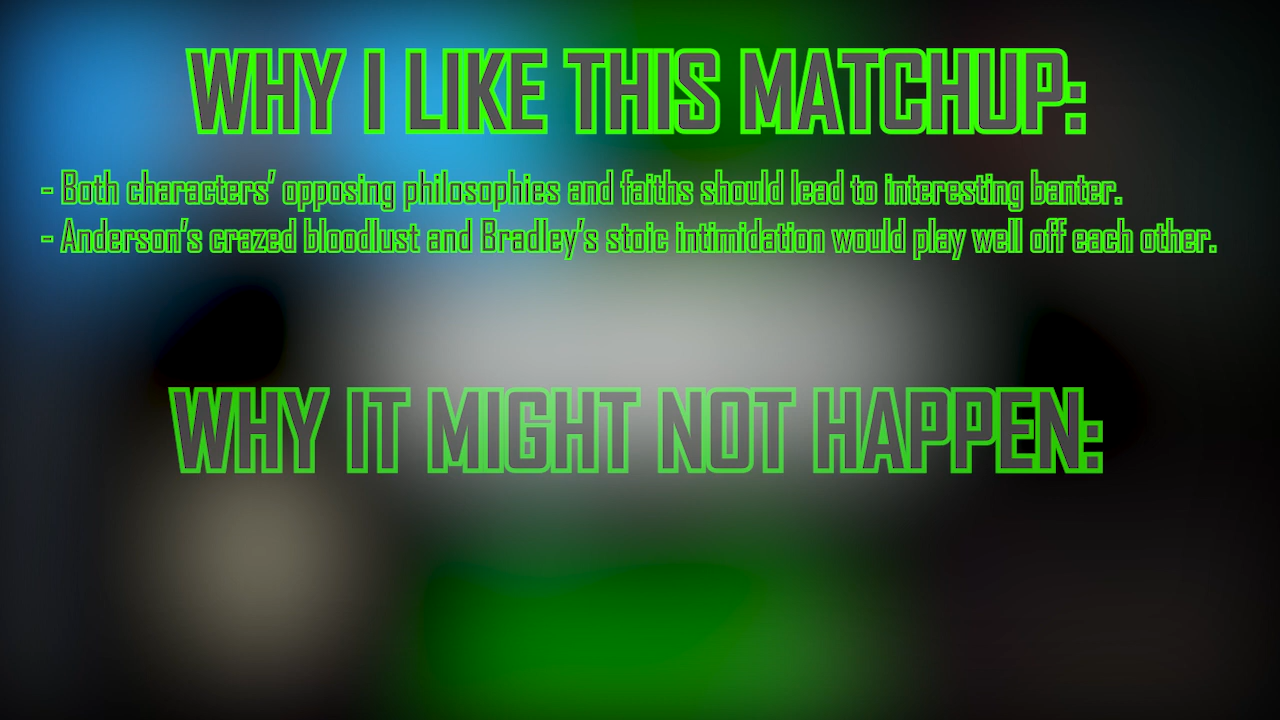 WHY I LIKE THIS MATCHUP:
- Both characters' opposing philosophies and faiths should lead to interesting banter.
- Anderson's crazed bloodlust and Bradley's stoic intimidation would play well off each other.
WHY IT MIGHT NOT HAPPEN: